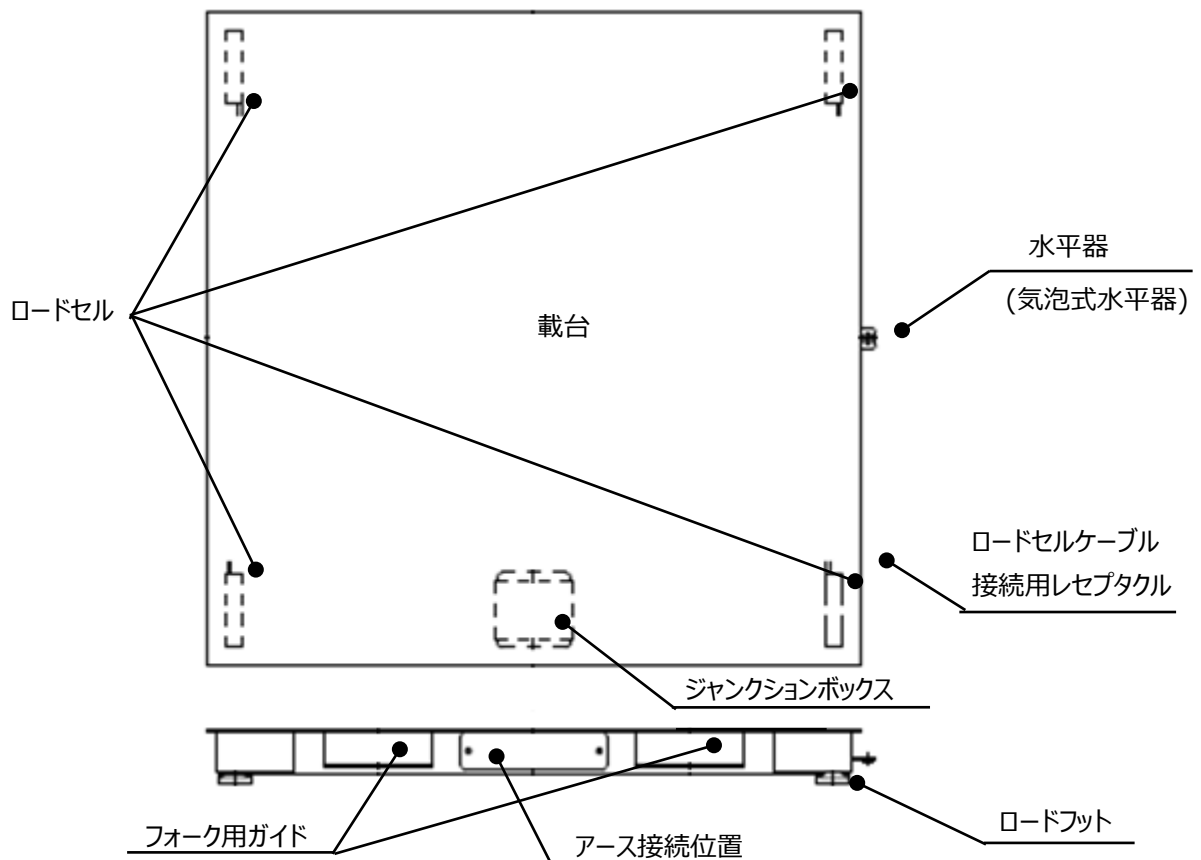 水平器
(気泡式水平器)
ロードセル
載台
ロードセルケーブル
接続用レセプタクル
ジャンクションボックス
フォーク用ガイド
アース接続位置
ロードフット